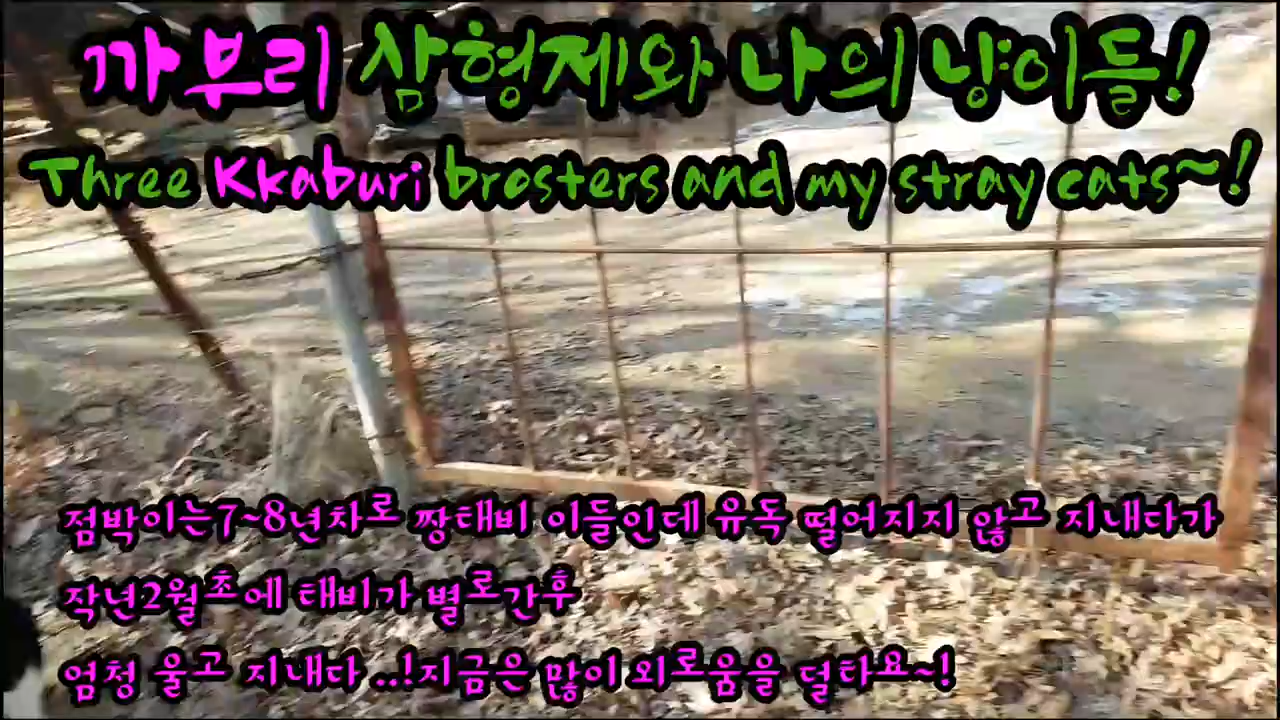 까부리 삼형제와 나의 냥이들!
Three Kkaburi brosters and my stray cats~!
점박이는7~8년차로 짱태비 이들인데 유독 떨어지지 않고 지내다가
작년2월초에 태비가 별로간후
엄청 울고 지내다 ..!지금은 많이 외로움을 덜타요~!